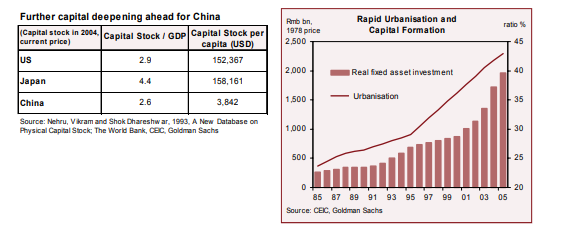 Further capital deepening ahead for China
(Capital stock in 2004, current price) Capital Stock / GDP Capital Stock per capita (USD)
US 2.9 152,367
Japan 4.4 158,161
China 2.6 3,842
Source: Nehru, Vikram and Shok Dhareshwar, 1993, A New Database on
Physical Capital Stock; The World Bank, CEIC, Goldman Sachs
Rmb bn,
1978 price
Rapid Urbanisation and
Capital Formation
ratio %
2,500 45
2,000 40
1,500 35
1,000 30
500 25
0 20
Real fixed asset investment
Urbanisation
85 87 89 91 93 95 97 99 01 03 05
Source: CEIC, Goldman Sachs